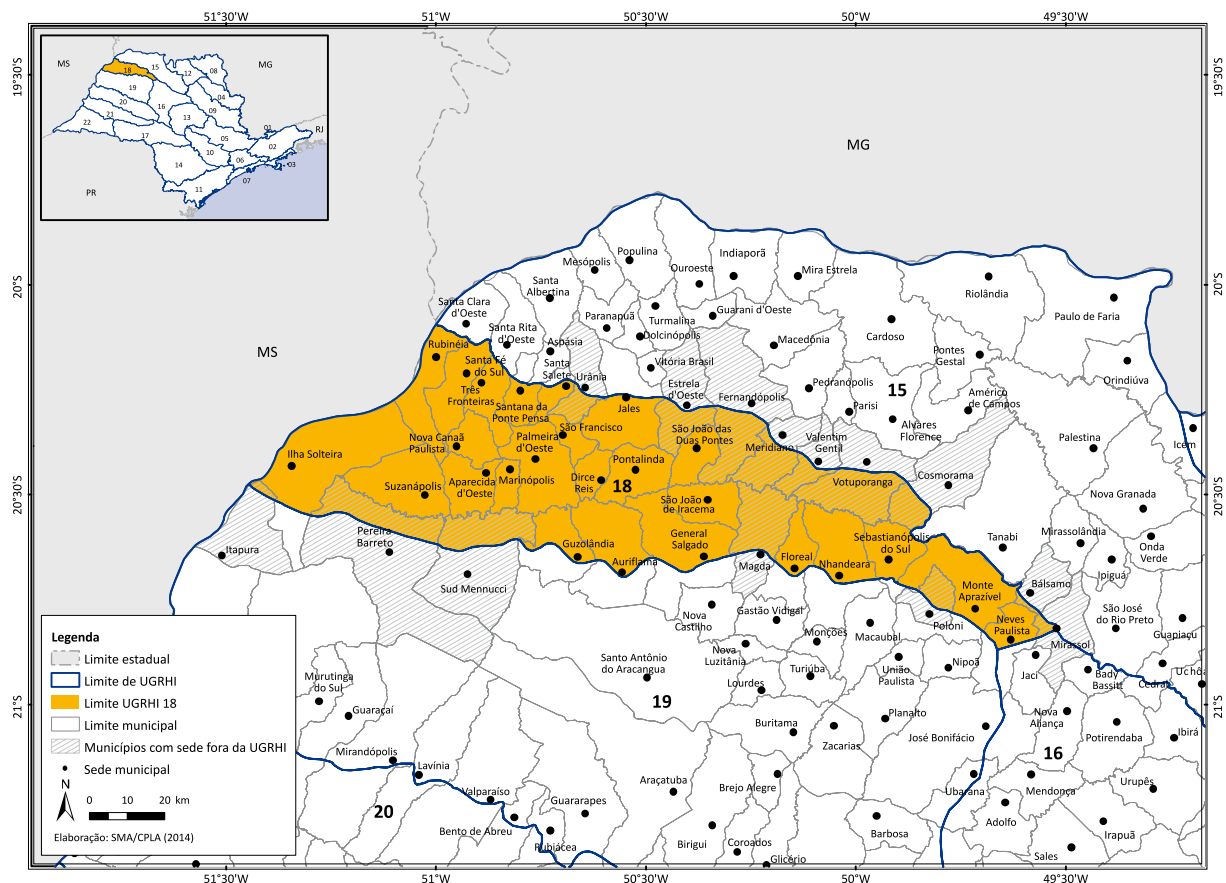 51°30'W
51°W
50°30'W
50°W
49°30'W
19°30'S
20°S
20°30'S
21°S
19°30'S
20°S
20°30'S
21°S
51°30'W
51°W
50°30'W
50°W
49°30'W
MS
MG
RJ
PR
18
15
12
08
19
04
20
16
09
21
13
22
17
05
01
02
10
06
03
14
07
11
MG
MS
Populina
Mesópolis
Indiaporã
Ouroeste
Mira Estrela
Riolândia
Santa
Albertina
Santa Clara
d'Oeste
Paulo de Faria
Paranapuã
Turmalina
Guarani d'Oeste
Santa Rita
d'Oeste
Dolcinópolis
Cardoso
Rubinéia
Aspásia
Macedônia
Santa Fé
do Sul
Santa
Salete
Urânia
Vitória Brasil
Pontes
Gestal
Orindiúva
Três
Fronteiras
Estrela
d'Oeste
Fernandópolis
Pedranópolis
Parisi
15
Américo
de Campos
Santana da
Ponte Pensa
Jales
São Francisco
São João das
Duas Pontes
Alvares
Florence
Icém
Nova Canaã
Paulista
Palmeira
d'Oeste
Meridiano
Valentim
Gentil
Palestina
Ilha Solteira
Pontalinda
Cosmorama
Suzanápolis
Aparecida
d'Oeste
Marinópolis
Dirce
Reis
18
Votuporanga
Nova Granada
São João
de Iracema
Itapura
Pereira
Barreto
Guzolândia
General
Salgado
Sebastianópolis
do Sul
Tanabi
Mirassolândia
Onda
Verde
Auriflama
Magda
Floreal
Nhandeara
Ipiguá
Sud Mennucci
Monte
Aprazível
Bálsamo
Nova
Castilho
Gastão Vidigal
Poloni
Neves
Paulista
São José
do Rio Preto
Guapiaçu
Monções
Macaubal
Mirassol
Nova
Luzitânia
Santo Antônio
do Aracangua
Turiúba
União
Paulista
Nipoã
Jaci
Bady
Bassitt
Cedral
Uchôa
Murutinga
do Sul
Lourdes
19
Guaraçaí
Buritama
Planalto
Nova
Aliança
Zacarias
José Bonifácio
Potirendaba
Ibirá
16
Mirandópolis
Lavínia
Araçatuba
Brejo Alegre
Ubarana
Mendonça
Urupês
Valparaíso
Guararapes
20
Adolfo
Bento de Abreu
Rubiácea
Birigui
Coroados
Barbosa
Irapuã
Glicério
Sales
Legenda
Limite estadual
Limite de UGRHI
Limite UGRHI 18
Limite municipal
Municípios com sede fora da UGRHI
Sede municipal
N
0 10 20 km
Elaboração: SMA/CPLA (2014)